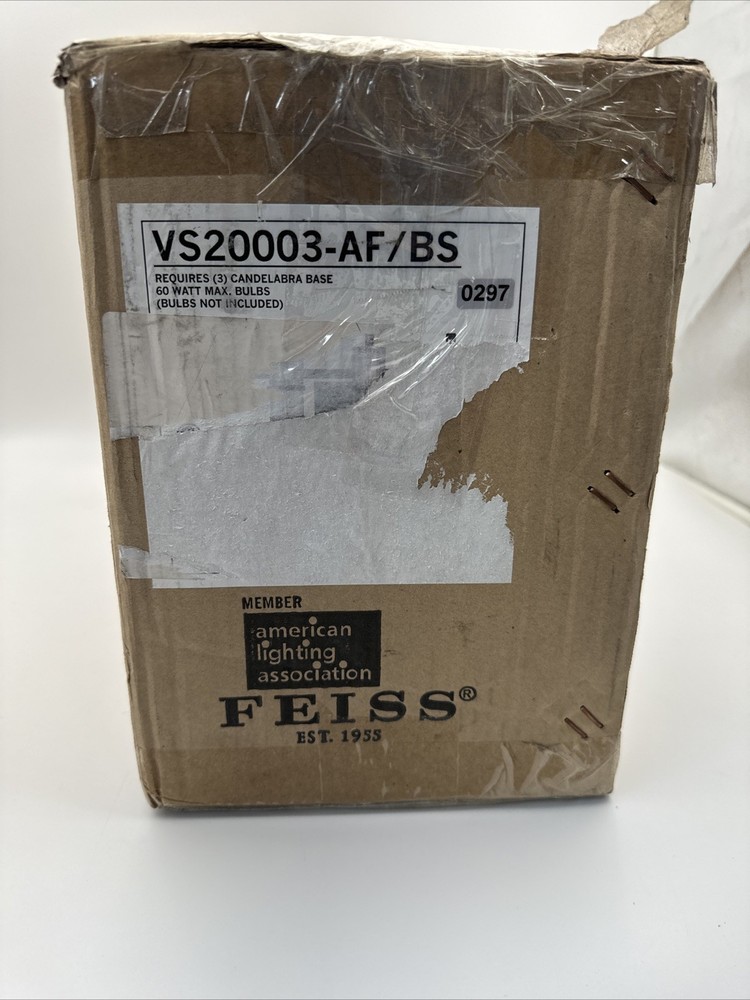 VS20003-AF/BS
REQUIRES (3) CANDELABRA BASE
60 WATT MAX. BULBS
(BULBS NOT INCLUDED)
0297
MEMBER
american
lighting
association
FEISS®
EST. 1955